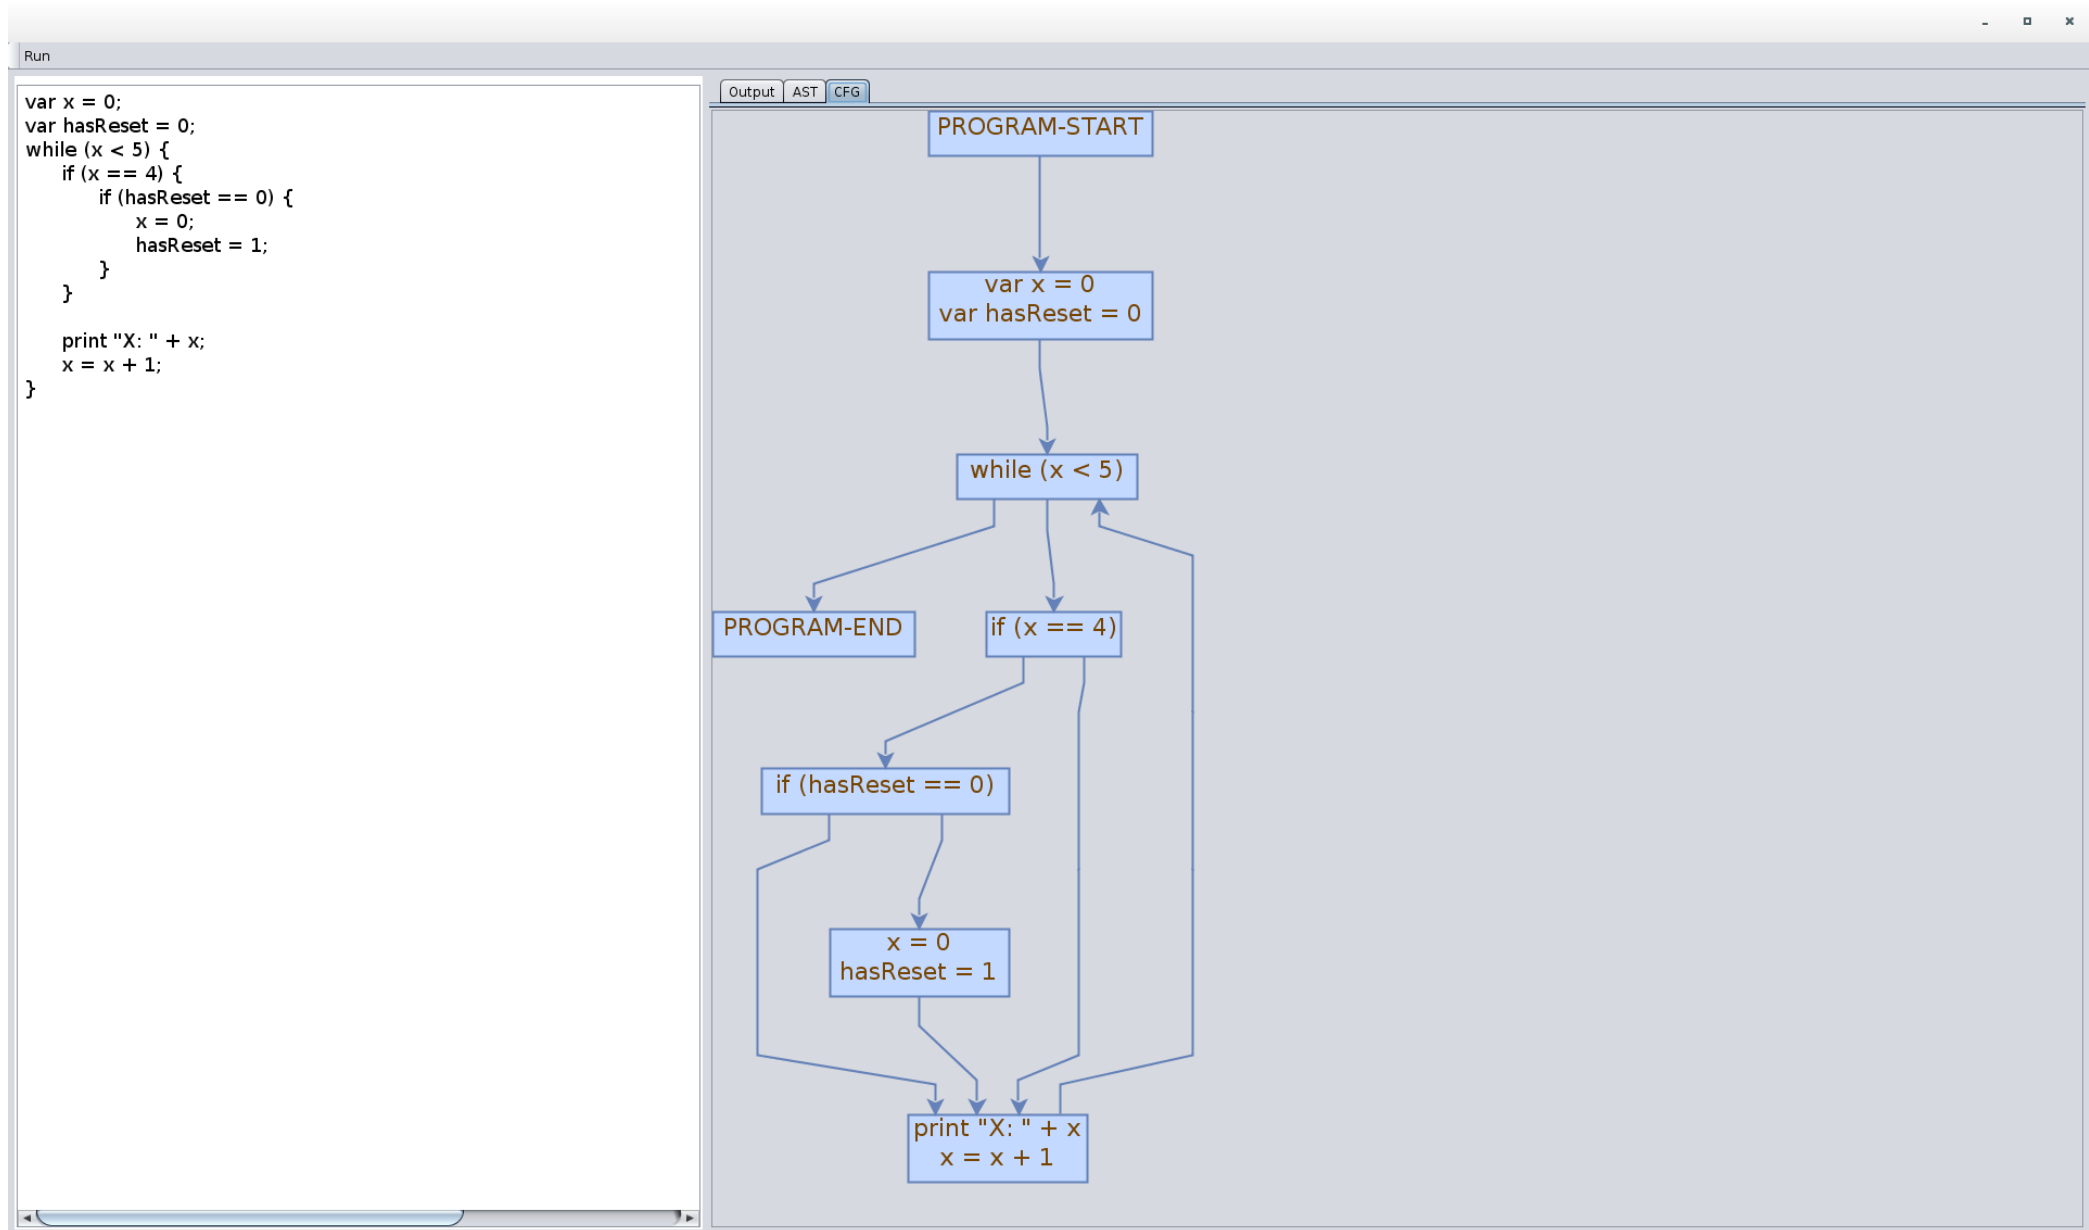 Run
var x = 0;
var hasReset = 0;
while (x < 5) {
if (x == 4) {
if (hasReset == 0) {
x = 0;
hasReset = 1;
}
}
print "X: " + x;
x = x + 1;
}
Output AST CFG
PROGRAM-START
var x = 0
var hasReset = 0
while (x < 5)
PROGRAM-END
if (x == 4)
if (hasReset == 0)
x = 0
hasReset = 1
print "X: " + x
x = x + 1